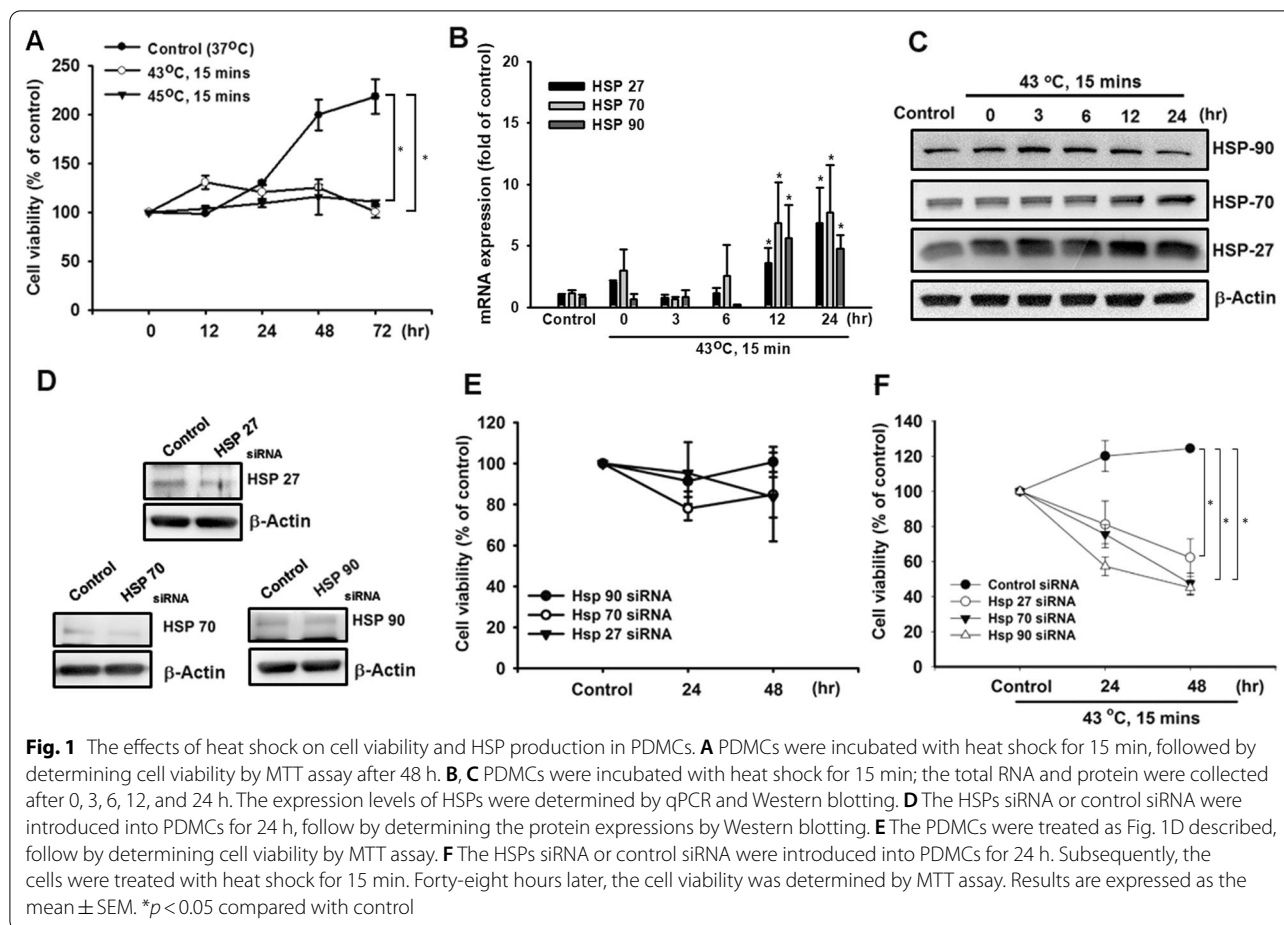 A
Control (37°C)
43°C, 15 mins
45°C, 15 mins
Cell viability (% of control)
250
200
150
100
50
0
*
*
0 12 24 48 72 (hr)
B
mRNA expression (fold of control)
20
15
10
5
0
HSP 27
HSP 70
HSP 90
* * *
* * *
Control 0 3 6 12 24 (hr)
43°C, 15 min
C
43 °C, 15 mins
Control 0 3 6 12 24 (hr)
HSP-90
HSP-70
HSP-27
β-Actin
D
Control HSP 27 siRNA
HSP 27
β-Actin
Control HSP 70 siRNA
HSP 70
β-Actin
Control HSP 90 siRNA
HSP 90
β-Actin
E
Cell viability (% of control)
120
100
80
60
40
20
0
Hsp 90 siRNA
Hsp 70 siRNA
Hsp 27 siRNA
Control 24 48 (hr)
F
Cell viability (% of control)
140
120
100
80
60
40
20
0
*
*
*
Control siRNA
Hsp 27 siRNA
Hsp 70 siRNA
Hsp 90 siRNA
Control 24 48 (hr)
43 °C, 15 mins
Fig. 1 The effects of heat shock on cell viability and HSP production in PDMCs. A PDMCs were incubated with heat shock for 15 min, followed by
determining cell viability by MTT assay after 48 h. B, C PDMCs were incubated with heat shock for 15 min; the total RNA and protein were collected
after 0, 3, 6, 12, and 24 h. The expression levels of HSPs were determined by qPCR and Western blotting. D The HSPs siRNA or control siRNA were
introduced into PDMCs for 24 h, follow by determining the protein expressions by Western blotting. E The PDMCs were treated as Fig. 1D described,
follow by determining cell viability by MTT assay. F The HSPs siRNA or control siRNA were introduced into PDMCs for 24 h. Subsequently, the
cells were treated with heat shock for 15 min. Forty-eight hours later, the cell viability was determined by MTT assay. Results are expressed as the
mean ± SEM. *p < 0.05 compared with control